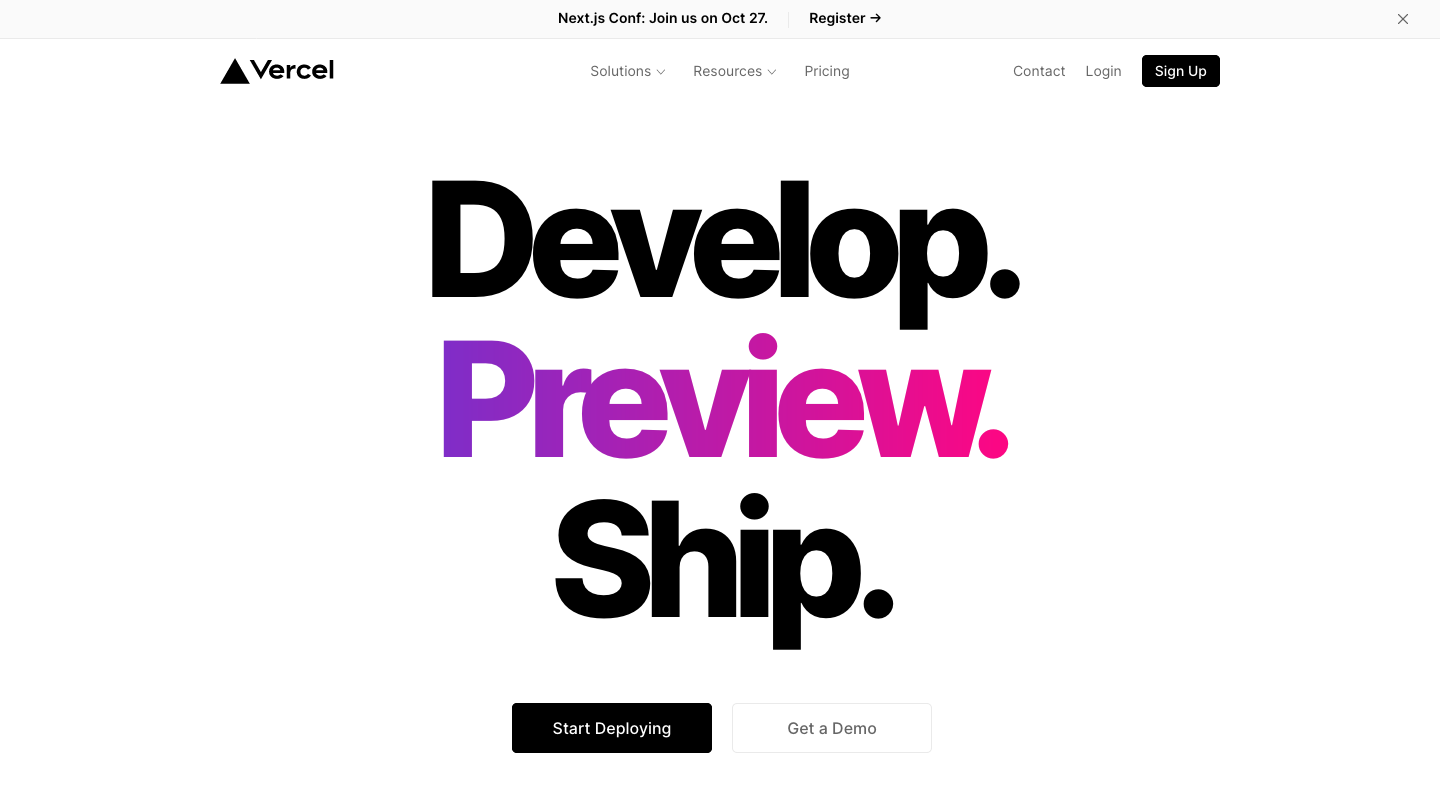 Next.js Conf: Join us on Oct 27. Register →
Vercel Solutions Resources Pricing Contact Login Sign Up
Develop.
Preview.
Ship.
Start Deploying Get a Demo